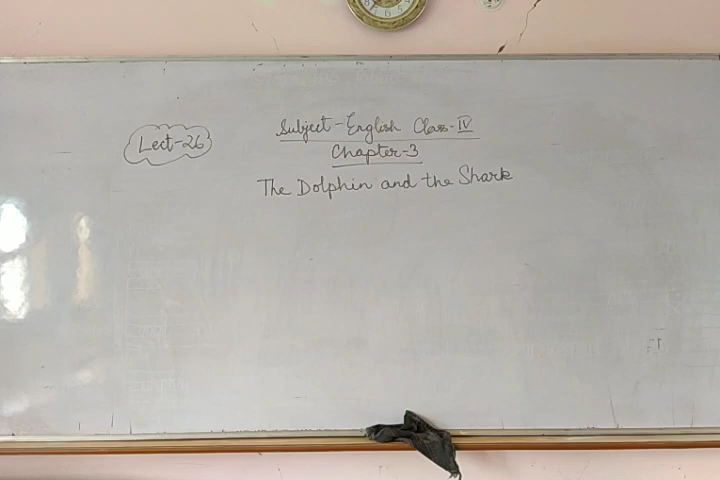 Lect-26
Subject-English Class-IV
Chapter-3
The Dolphin and the Shark